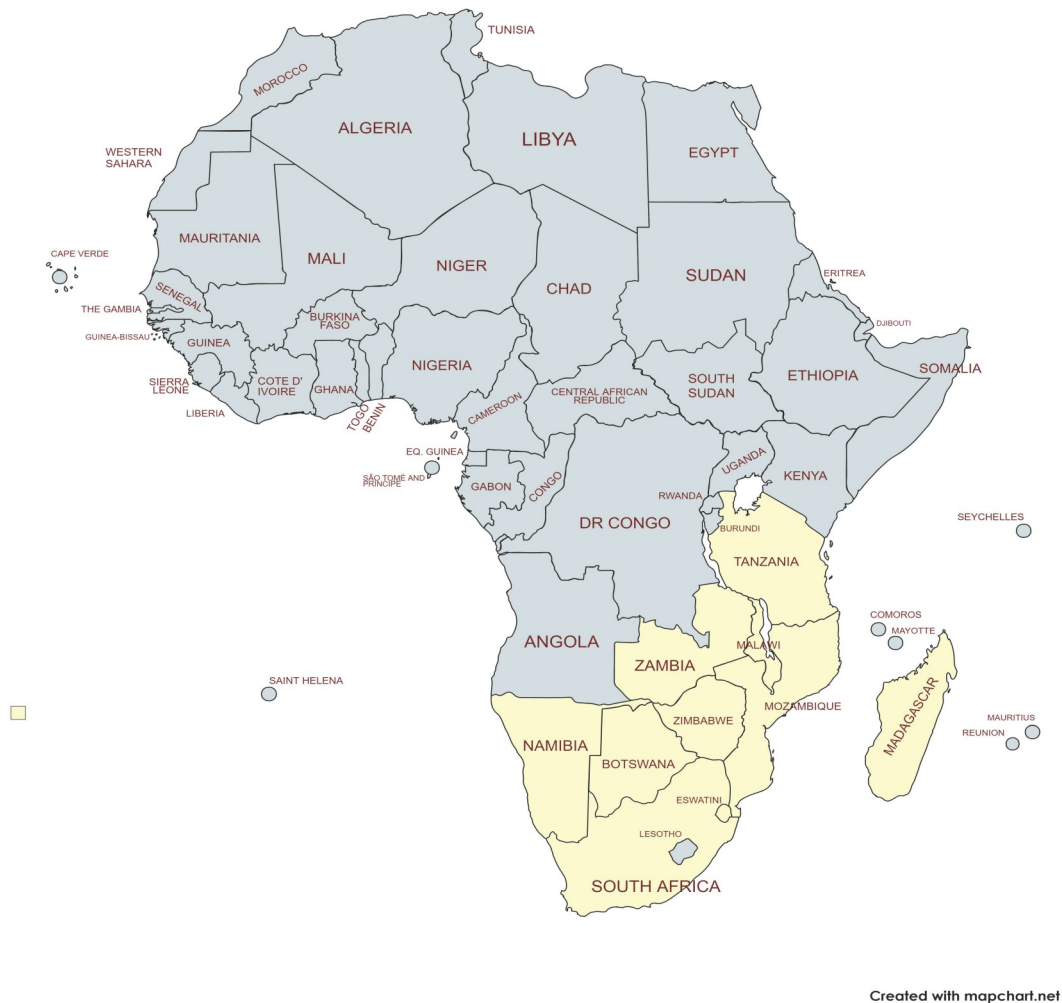 TUNISIA
MOROCCO
ALGERIA
LIBYA
EGYPT
WESTERN
SAHARA
MAURITANIA
MALI
NIGER
CHAD
SUDAN
ERITREA
CAPE VERDE
SENEGAL
THE GAMBIA
BURKINA
FASO
DJIBOUTI
GUINEA-BISSAU
GUINEA
NIGERIA
SOMALIA
SIERRA
LEONE
COTE D'
IVOIRE
GHANA
SOUTH
SUDAN
ETHIOPIA
CENTRAL AFRICAN
REPUBLIC
LIBERIA
TOGO
BENIN
CAMEROON
EQ. GUINEA
SÃO TOMÉ AND
PRINCIPE
GABON
CONGO
UGANDA
KENYA
RWANDA
DR CONGO
BURUNDI
SEYCHELLES
TANZANIA
COMOROS
MAYOTTE
ANGOLA
MALAWI
ZAMBIA
SAINT HELENA
MOZAMBIQUE
MADAGASCAR
ZIMBABWE
MAURITIUS
REUNION
NAMIBIA
BOTSWANA
ESWATINI
LESOTHO
SOUTH AFRICA
Created with mapchart.net